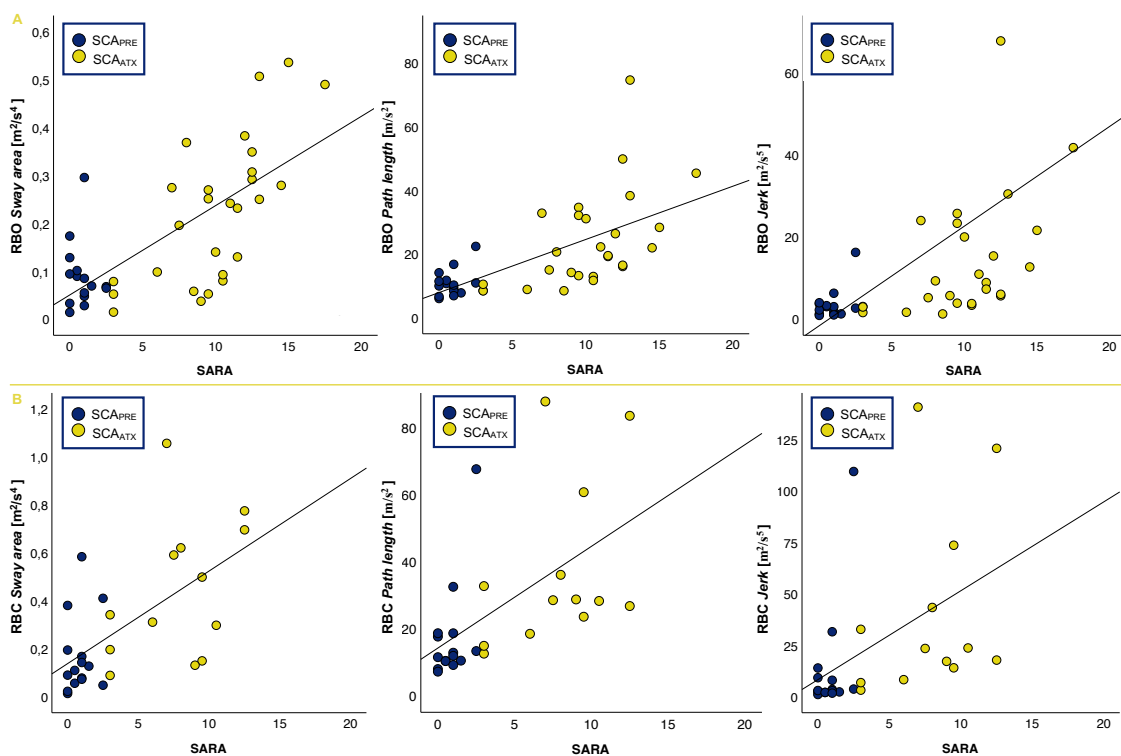 A
SCAPRE
SCAATX
RBO Sway area [m²/s⁴]
0,6
0,5
0,4
0,3
0,2
0,1
0
0 5 10 15 20
SARA
SCAPRE
SCAATX
RBO Path length [m/s²]
80
60
40
20
0
0 5 10 15 20
SARA
SCAPRE
SCAATX
RBO Jerk [m²/s⁵]
60
40
20
0
0 5 10 15 20
SARA
B
SCAPRE
SCAATX
RBC Sway area [m²/s⁴]
1,2
1,0
0,8
0,6
0,4
0,2
0
0 5 10 15 20
SARA
SCAPRE
SCAATX
RBC Path length [m/s²]
80
60
40
20
0
0 5 10 15 20
SARA
SCAPRE
SCAATX
RBC Jerk [m²/s⁵]
125
100
75
50
25
0
0 5 10 15 20
SARA